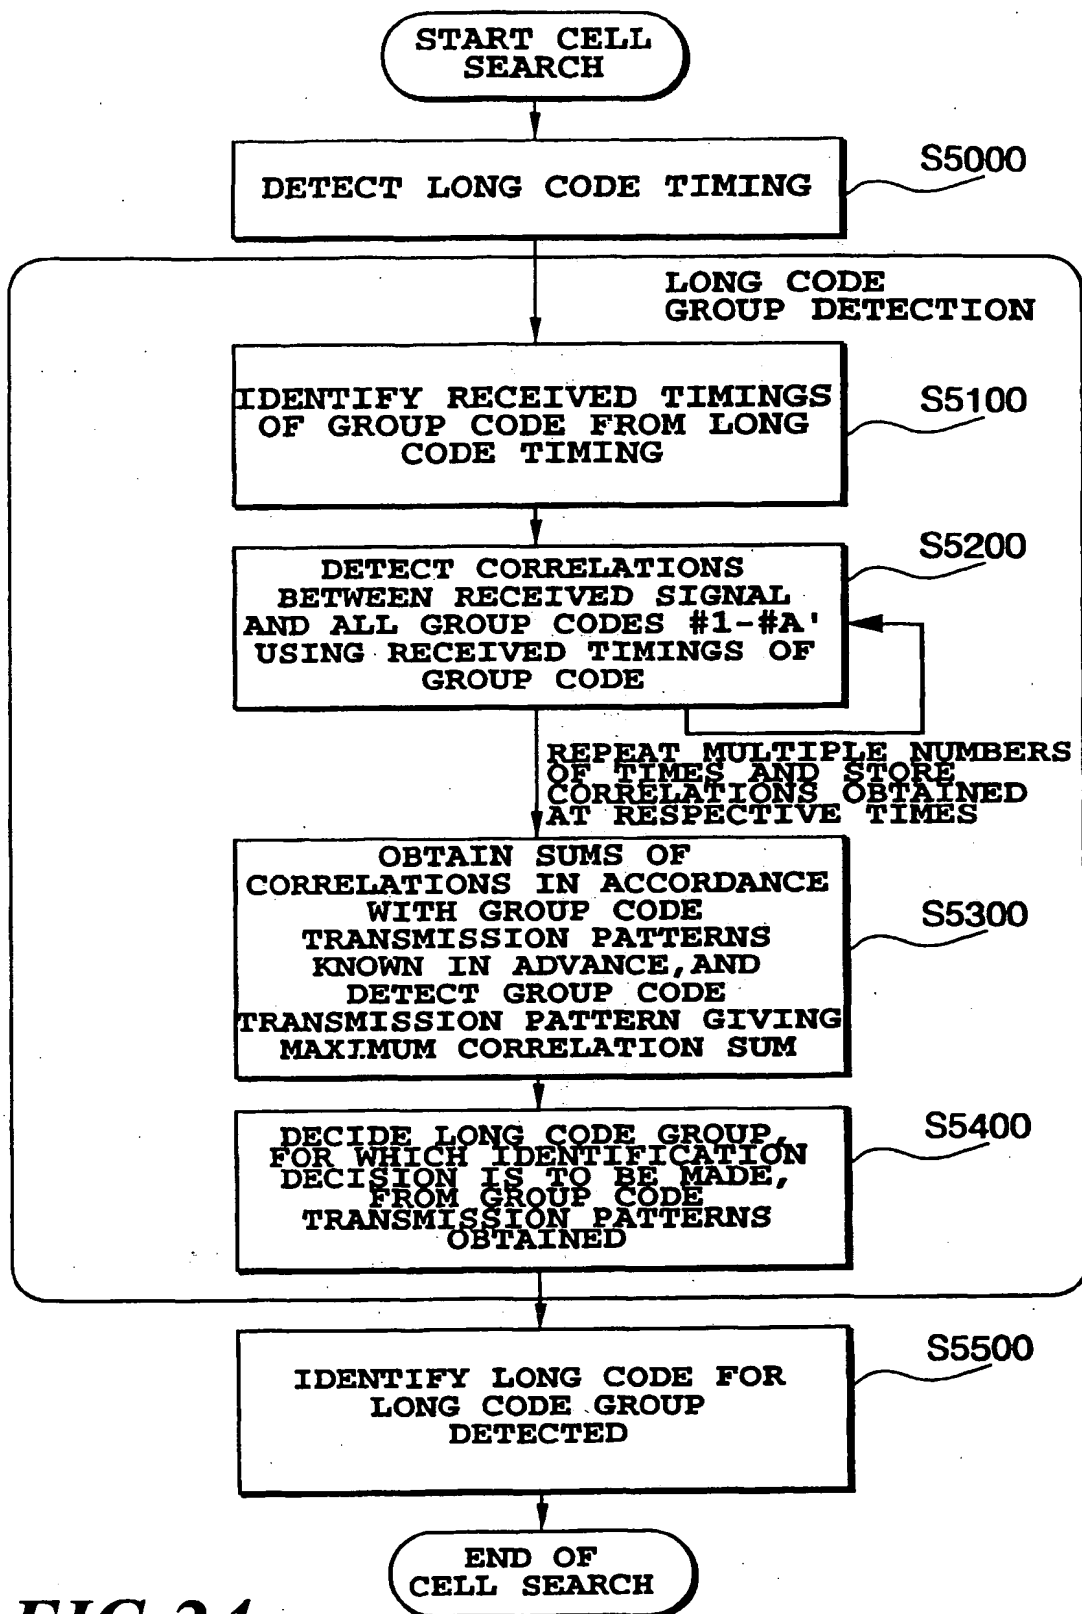 START CELL
SEARCH
DETECT LONG CODE TIMING
S5000
LONG CODE
GROUP DETECTION
IDENTIFY RECEIVED TIMINGS
OF GROUP CODE FROM LONG
CODE TIMING
S5100
DETECT CORRELATIONS
BETWEEN RECEIVED SIGNAL
AND ALL GROUP CODES #1-#A'
USING RECEIVED TIMINGS OF
GROUP CODE
S5200
REPEAT MULTIPLE NUMBERS
OF TIMES AND STORE
CORRELATIONS OBTAINED
AT RESPECTIVE TIMES
OBTAIN SUMS OF
CORRELATIONS IN ACCORDANCE
WITH GROUP CODE
TRANSMISSION PATTERNS
KNOWN IN ADVANCE,AND
DETECT GROUP CODE
TRANSMISSION PATTERN GIVING
MAXIMUM CORRELATION SUM
S5300
DECIDE LONG CODE GROUP,
FOR WHICH IDENTIFICATION
DECISION IS TO BE MADE,
FROM GROUP CODE
TRANSMISSION PATTERNS
OBTAINED
S5400
IDENTIFY LONG CODE FOR
LONG CODE GROUP
DETECTED
S5500
END OF
CELL SEARCH
FIG.24